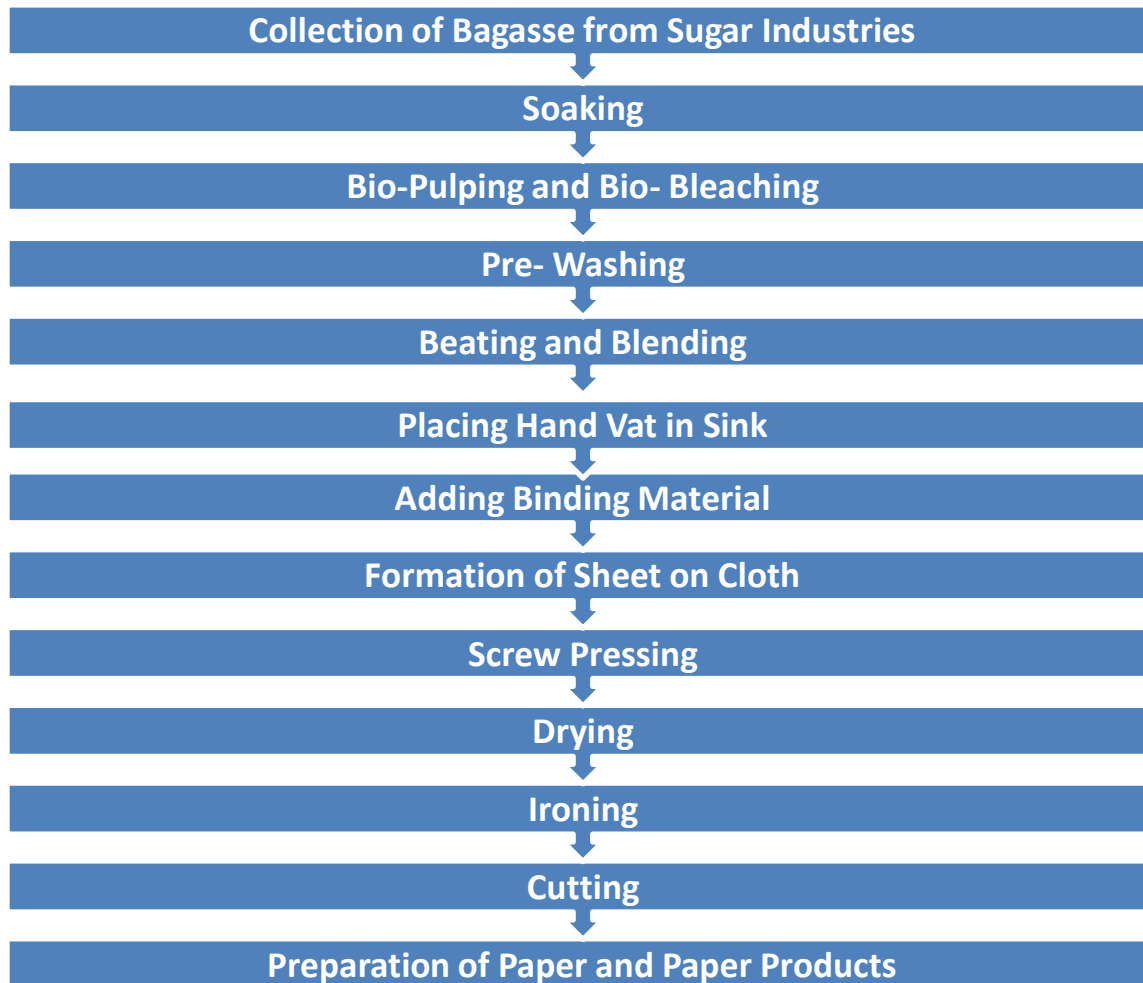 Collection of Bagasse from Sugar Industries
Soaking
Bio-Pulping and Bio- Bleaching
Pre- Washing
Beating and Blending
Placing Hand Vat in Sink
Adding Binding Material
Formation of Sheet on Cloth
Screw Pressing
Drying
Ironing
Cutting
Preparation of Paper and Paper Products